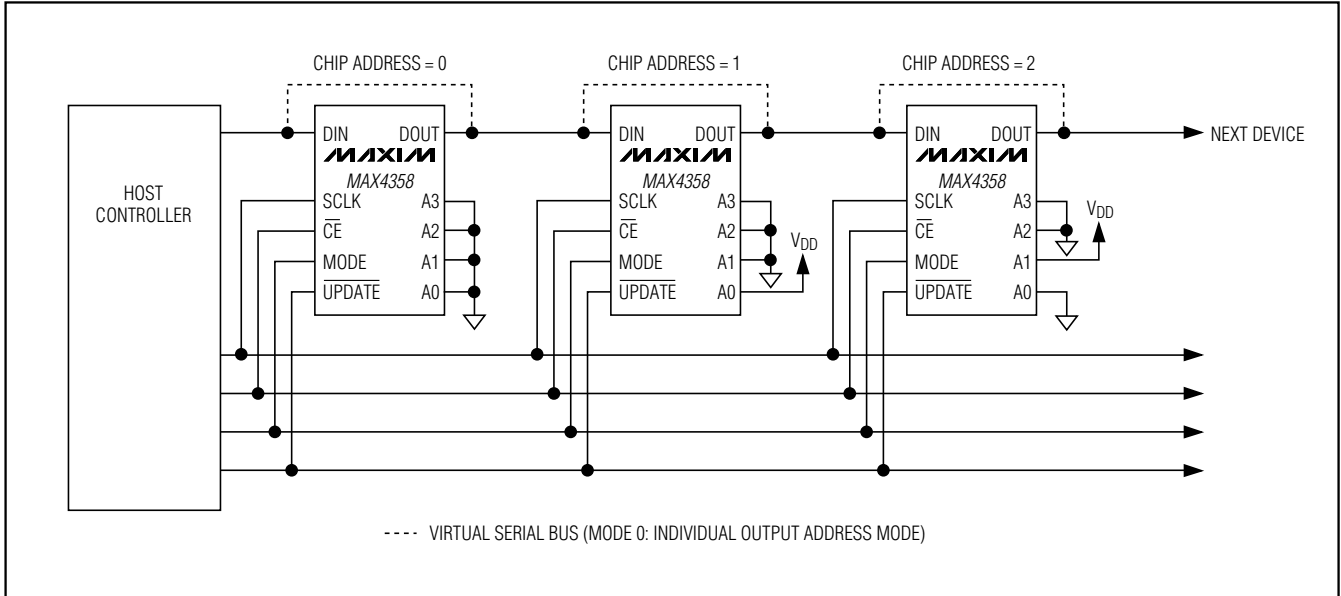 CHIP ADDRESS = 0 CHIP ADDRESS = 1 CHIP ADDRESS = 2
HOST
CONTROLLER
DIN DOUT
MAXIM
MAX4358
SCLK A3
CE A2
MODE A1
UPDATE A0
DIN DOUT
MAXIM
MAX4358
SCLK A3
CE A2
MODE A1
UPDATE A0
VDD
DIN DOUT
MAXIM
MAX4358
SCLK A3
CE A2
MODE A1
UPDATE A0
VDD
NEXT DEVICE
VIRTUAL SERIAL BUS (MODE 0: INDIVIDUAL OUTPUT ADDRESS MODE)